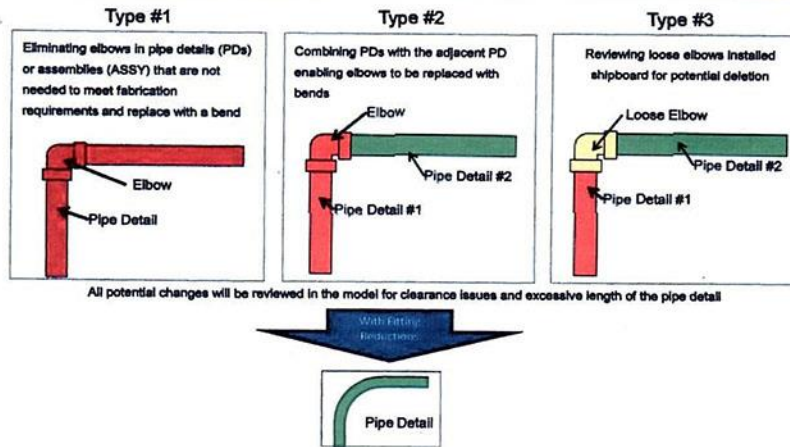 Type #1
Eliminating elbows in pipe details (PDs)
or assemblies (ASSY) that are not
needed to meet fabrication
requirements and replace with a bend
Elbow
Pipe Detail
Type #2
Combining PDs with the adjacent PD
enabling elbows to be replaced with
bends
Elbow
Pipe Detail #2
Pipe Detail #1
Type #3
Reviewing loose elbows installed
shipboard for potential deletion
Loose Elbow
Pipe Detail #2
Pipe Detail #1
All potential changes will be reviewed in the model for clearance issues and excessive length of the pipe detail
With Fitting
Reductions
Pipe Detail